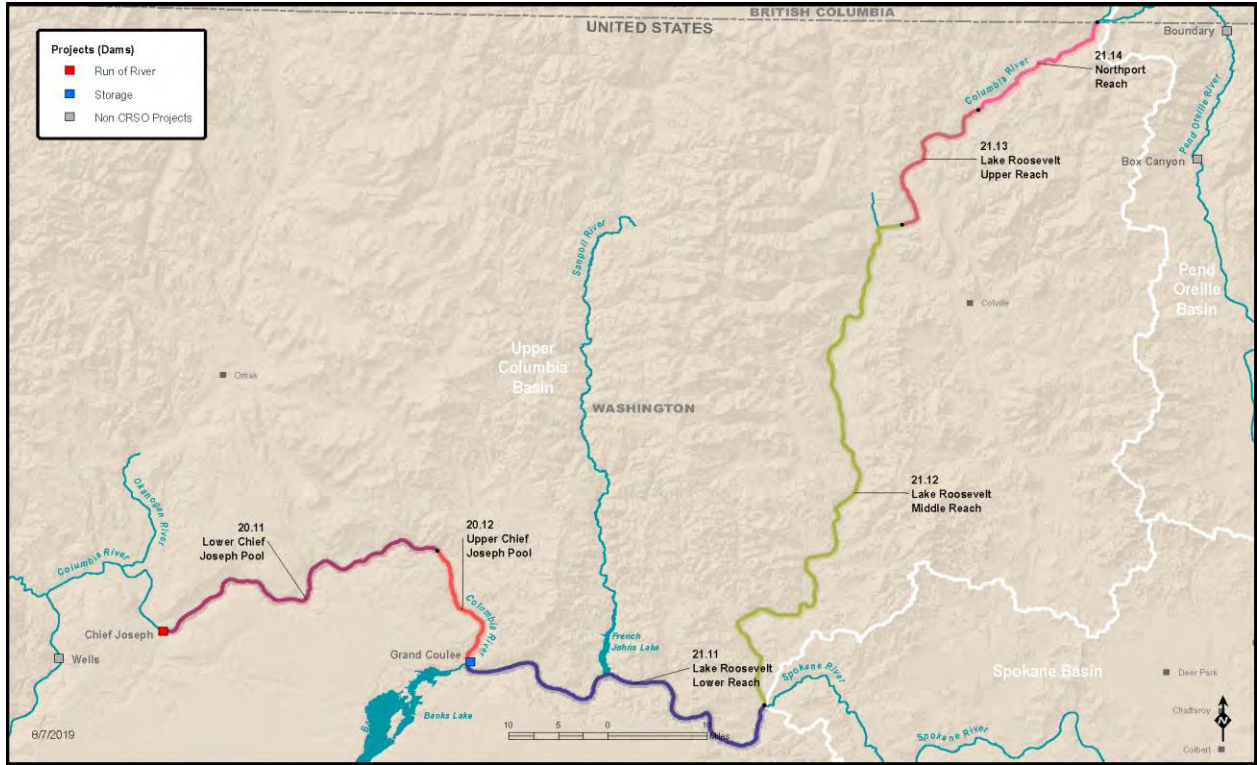 BRITISH COLUMBIA
UNITED STATES
Projects (Dams)
Run of River
Storage
Non CRSO Projects
Boundary
21.14
Northport
Reach
Columbia River
Pend Oreille River
Box Canyon
21.13
Lake Roosevelt
Upper Reach
Sanpoil River
Pend
Oreille
Basin
Colville
Upper
Columbia
Basin
Omak
WASHINGTON
21.12
Lake Roosevelt
Middle Reach
Okanogan River
20.11
Lower Chief
Joseph Pool
20.12
Upper Chief
Joseph Pool
Columbia River
Columbia River
Chief Joseph
Wells
Grand Coulee
French
Johns Lake
21.11
Lake Roosevelt
Lower Reach
Spokane River
Spokane Basin
Deer Park
Chattaroy
N
Colbert
Banks Lake
Spokane River
10 5 0 10
Miles
8/7/2019